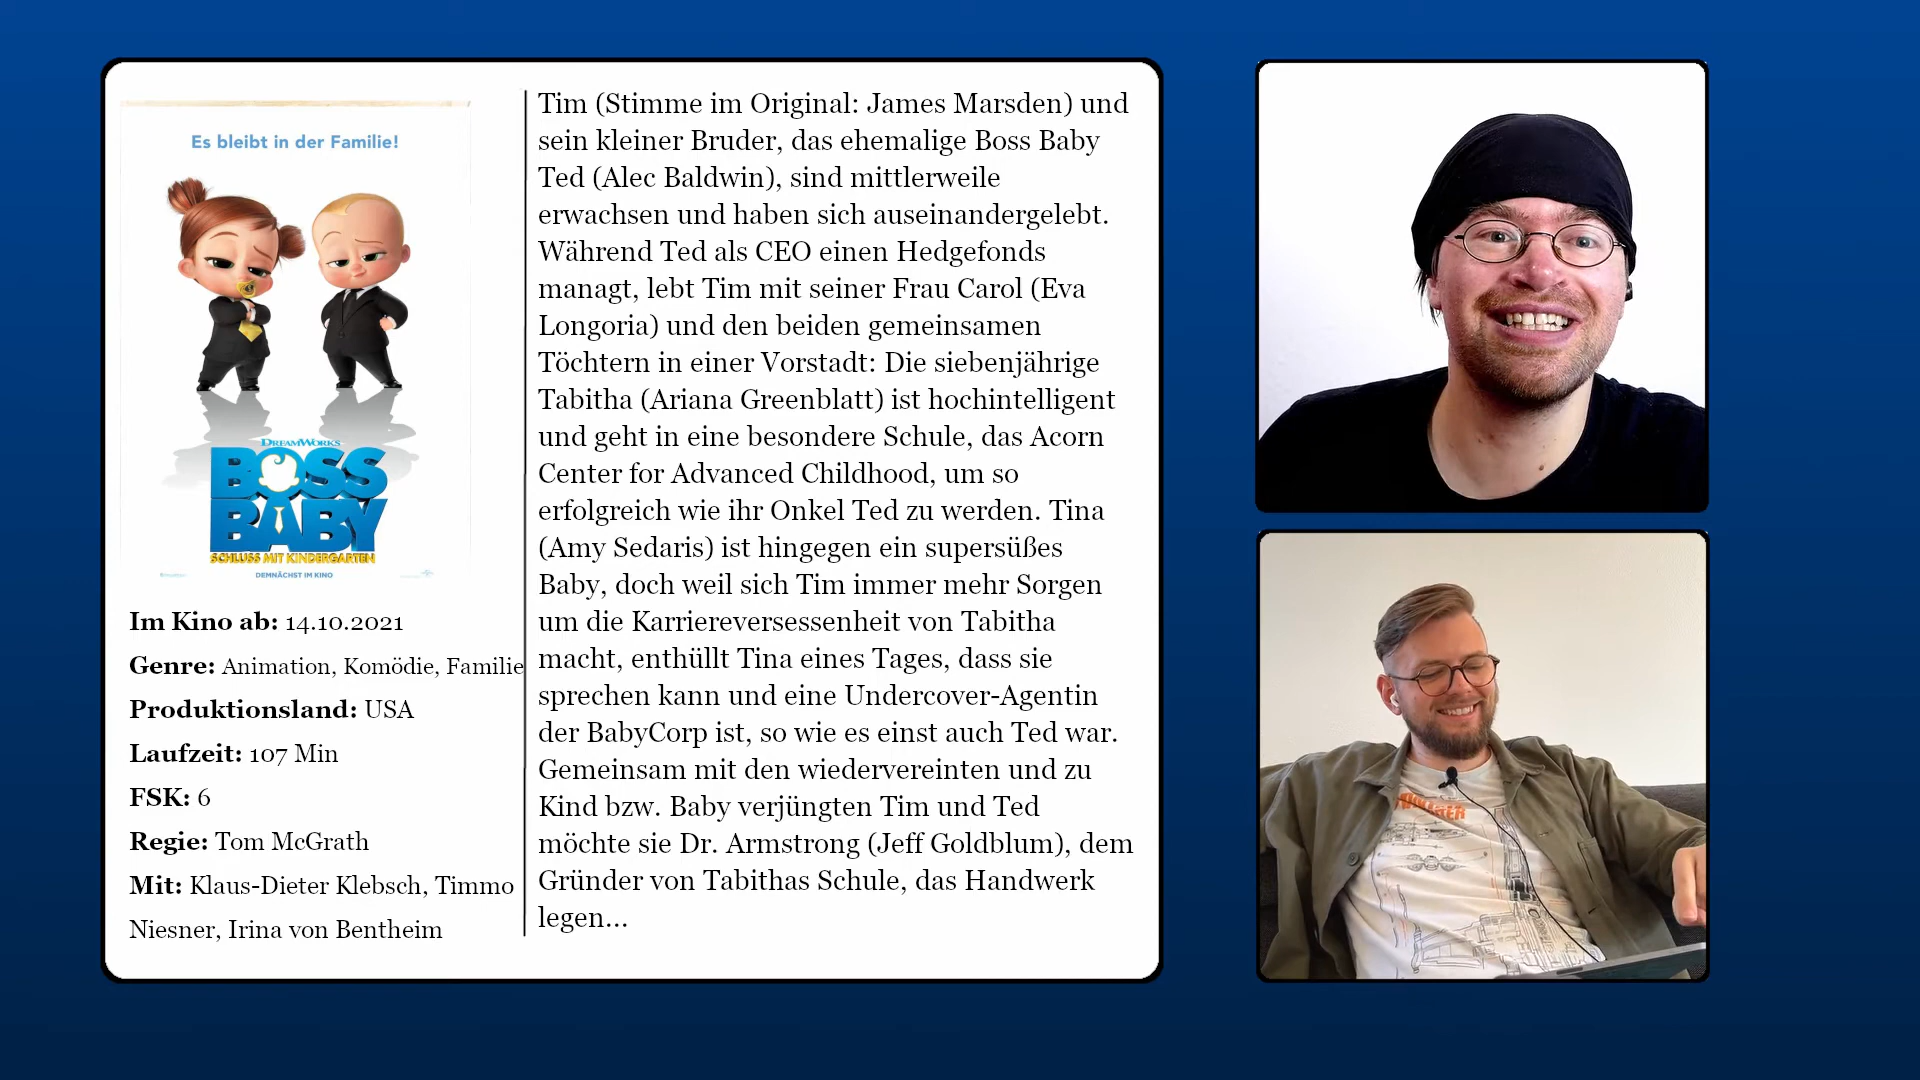 Es bleibt in der Familie!
DREAMWORKS
BOSS
BABY
SCHLUSS MIT KINDERGARTEN
DEMNÄCHST IM KINO
Im Kino ab: 14.10.2021
Genre: Animation, Komödie, Familie
Produktionsland: USA
Laufzeit: 107 Min
FSK: 6
Regie: Tom McGrath
Mit: Klaus-Dieter Klebsch, Timmo
Niesner, Irina von Bentheim
Tim (Stimme im Original: James Marsden) und
sein kleiner Bruder, das ehemalige Boss Baby
Ted (Alec Baldwin), sind mittlerweile
erwachsen und haben sich auseinandergelebt.
Während Ted als CEO einen Hedgefonds
managt, lebt Tim mit seiner Frau Carol (Eva
Longoria) und den beiden gemeinsamen
Töchtern in einer Vorstadt: Die siebenjährige
Tabitha (Ariana Greenblatt) ist hochintelligent
und geht in eine besondere Schule, das Acorn
Center for Advanced Childhood, um so
erfolgreich wie ihr Onkel Ted zu werden. Tina
(Amy Sedaris) ist hingegen ein supersüßes
Baby, doch weil sich Tim immer mehr Sorgen
um die Karriereversessenheit von Tabitha
macht, enthüllt Tina eines Tages, dass sie
sprechen kann und eine Undercover-Agentin
der BabyCorp ist, so wie es einst auch Ted war.
Gemeinsam mit den wiedervereinten und zu
Kind bzw. Baby verjüngten Tim und Ted
möchte sie Dr. Armstrong (Jeff Goldblum), dem
Gründer von Tabithas Schule, das Handwerk
legen...